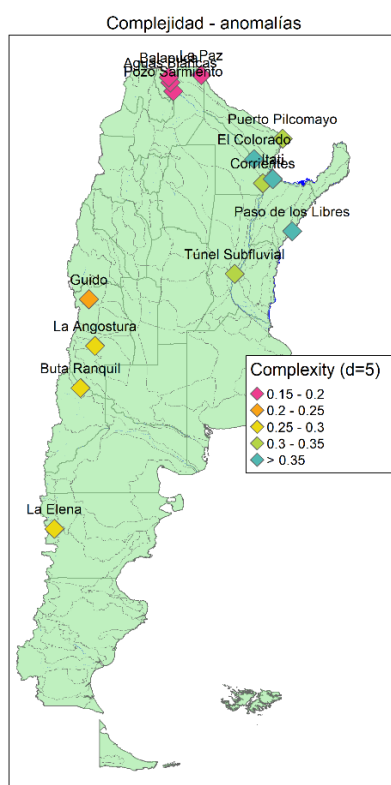 Complejidad - anomalías
La Paz
Balapuca
Aguas Blancas
Pozo Sarmiento
Puerto Pilcomayo
El Colorado
Itatí
Corrientes
Paso de los Libres
Túnel Subfluvial
Guido
La Angostura
Buta Ranquil
La Elena
Complexity (d=5)
0.15 - 0.2
0.2 - 0.25
0.25 - 0.3
0.3 - 0.35
> 0.35